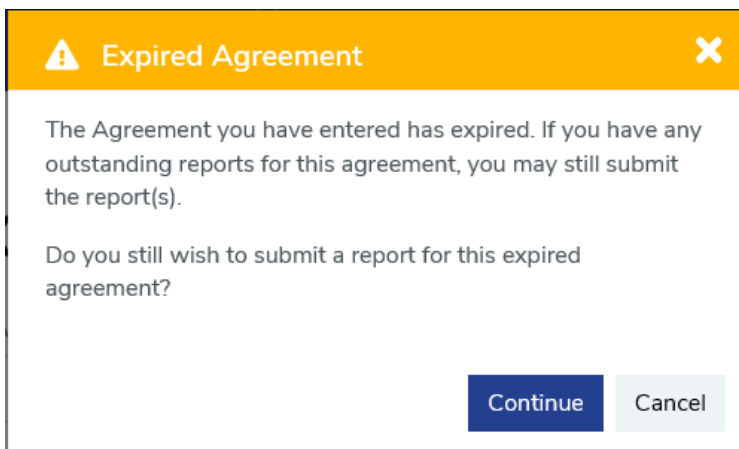 Expired Agreement
The Agreement you have entered has expired. If you have any
outstanding reports for this agreement, you may still submit
the report(s).
Do you still wish to submit a report for this expired
agreement?
Continue
Cancel